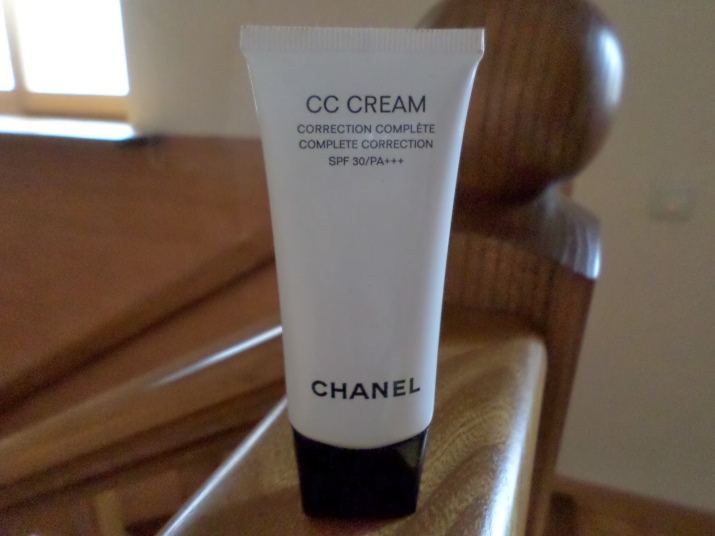 CC CREAM
CORRECTION COMPLÈTE
COMPLETE CORRECTION
SPF 30/PA+++
CHANEL